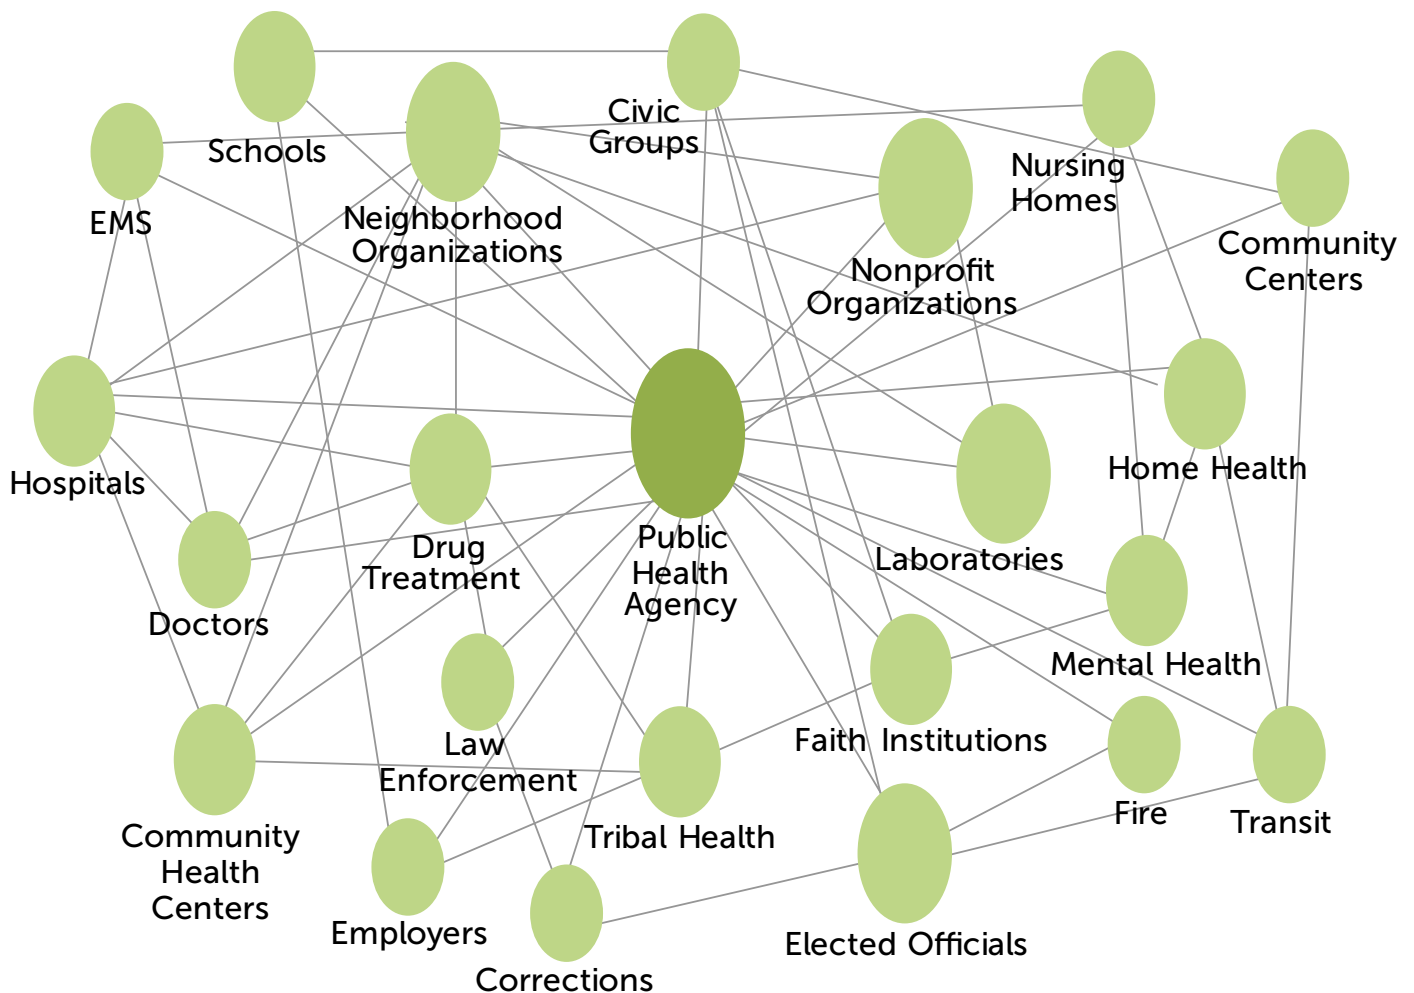 Schools
Civic
Groups
EMS
Neighborhood
Organizations
Nursing
Homes
Nonprofit
Organizations
Community
Centers
Hospitals
Drug
Treatment
Public
Health
Agency
Laboratories
Home Health
Doctors
Law
Enforcement
Mental Health
Faith Institutions
Community
Health
Centers
Tribal Health
Fire
Transit
Employers
Corrections
Elected Officials